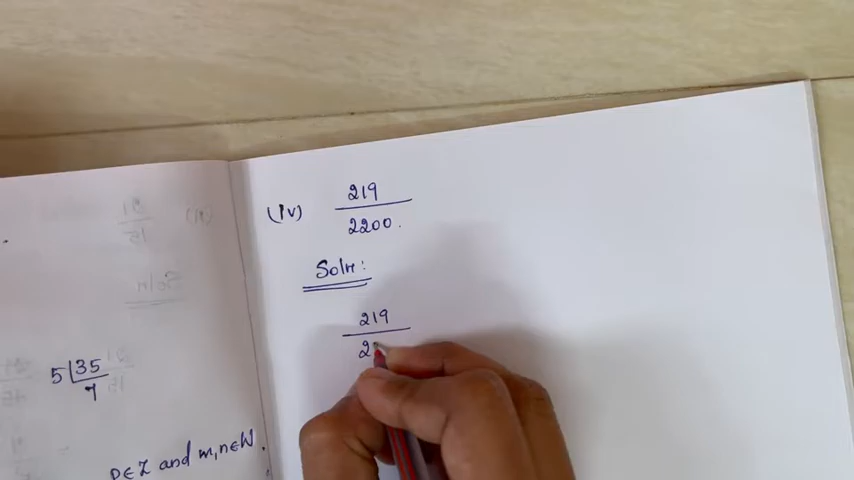 5 35
7
p∈Z and m,n∈W
(iv) 219
2200.
Soln:
219
2